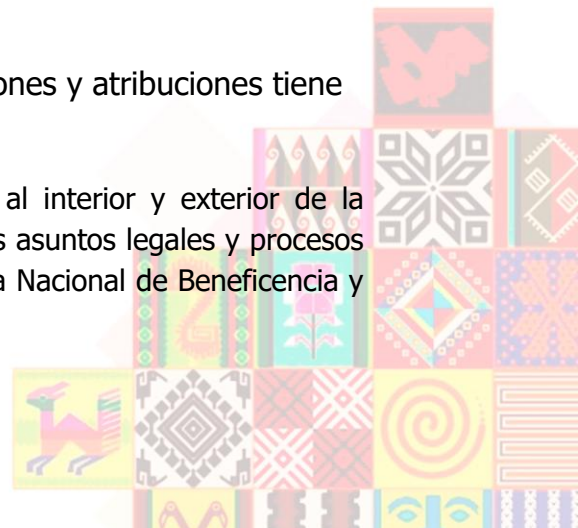 ones y atribuciones tiene
al interior y exterior de la
s asuntos legales y procesos
a Nacional de Beneficencia y